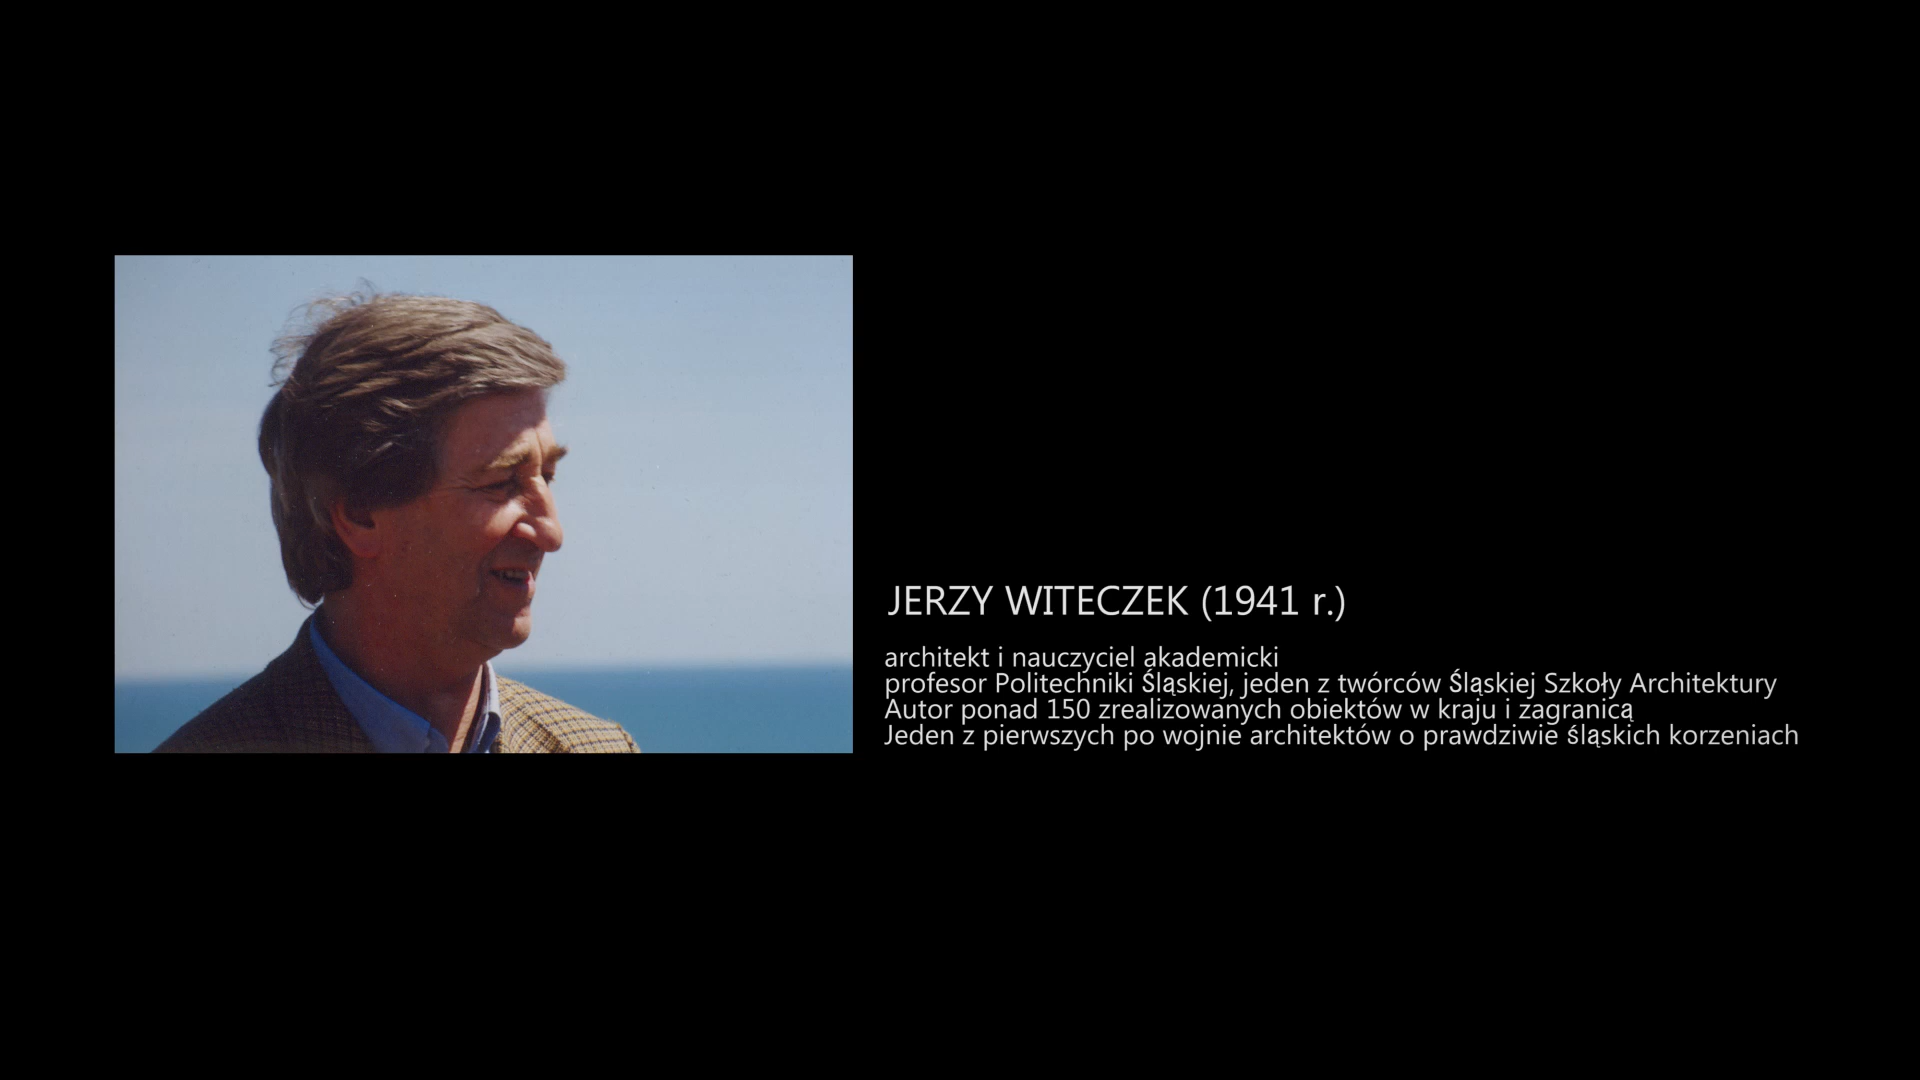 JERZY WITECZEK (1941 r.)
architekt i nauczyciel akademicki
profesor Politechniki Śląskiej, jeden z twórców Śląskiej Szkoły Architektury
Autor ponad 150 zrealizowanych obiektów w kraju i zagranicą
Jeden z pierwszych po wojnie architektów o prawdziwie śląskich korzeniach